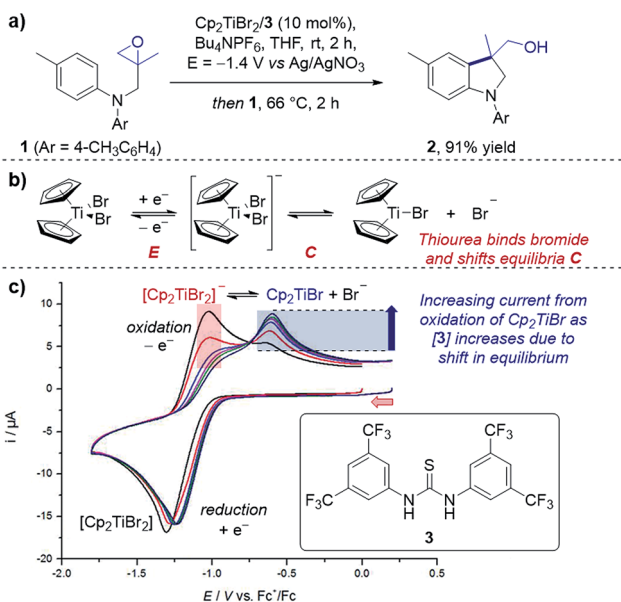 a)
Cp2TiBr2/3 (10 mol%),
Bu4NPF6, THF, rt, 2 h,
E = −1.4 V vs Ag/AgNO3
then 1, 66 °C, 2 h
O
N
Ar
1 (Ar = 4-CH3C6H4)
OH
N
Ar
2, 91% yield
b)
Ti
Br
Br
+ e−
− e−
E
Ti
Br
Br
−
C
Ti
Br
+ Br−
Thiourea binds bromide
and shifts equilibria C
c)
[Cp2TiBr2]− Cp2TiBr + Br−
oxidation
− e−
Increasing current from
oxidation of Cp2TiBr as
[3] increases due to
shift in equilibrium
[Cp2TiBr2]
reduction
+ e−
CF3
F3C
N
H
S
N
H
CF3
CF3
3
i / μA
10
5
0
-5
-10
-15
-20
-2.0
-1.5
-1.0
-0.5
0.0
0.5
E / V vs. Fc+/Fc